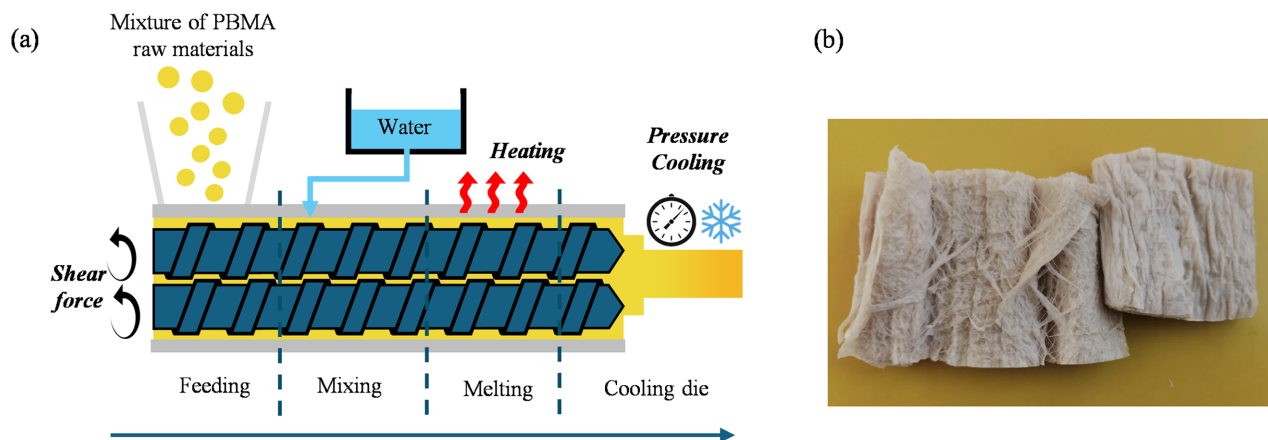 (a)
Mixture of PBMA
raw materials
Water
Heating
Pressure
Cooling
Shear
force
Feeding
Mixing
Melting
Cooling die
(b)